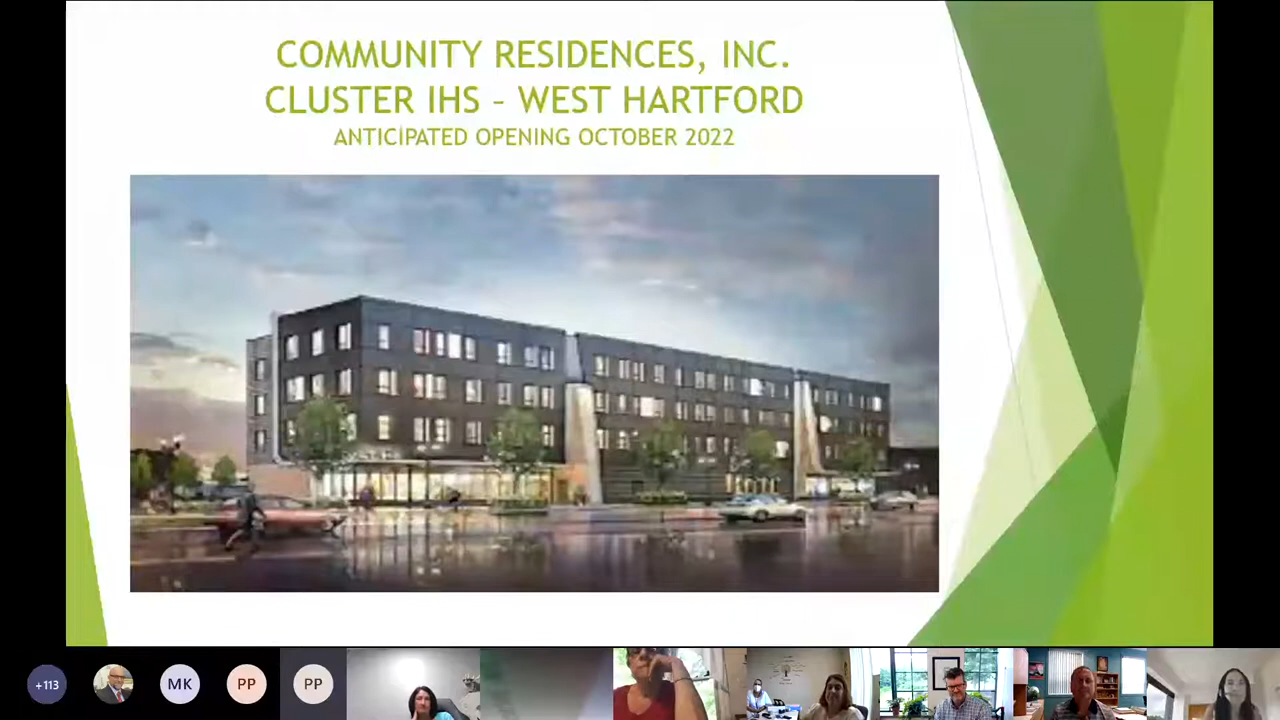 COMMUNITY RESIDENCES, INC.
CLUSTER IHS – WEST HARTFORD
ANTICIPATED OPENING OCTOBER 2022
+113
MK
PP
PP